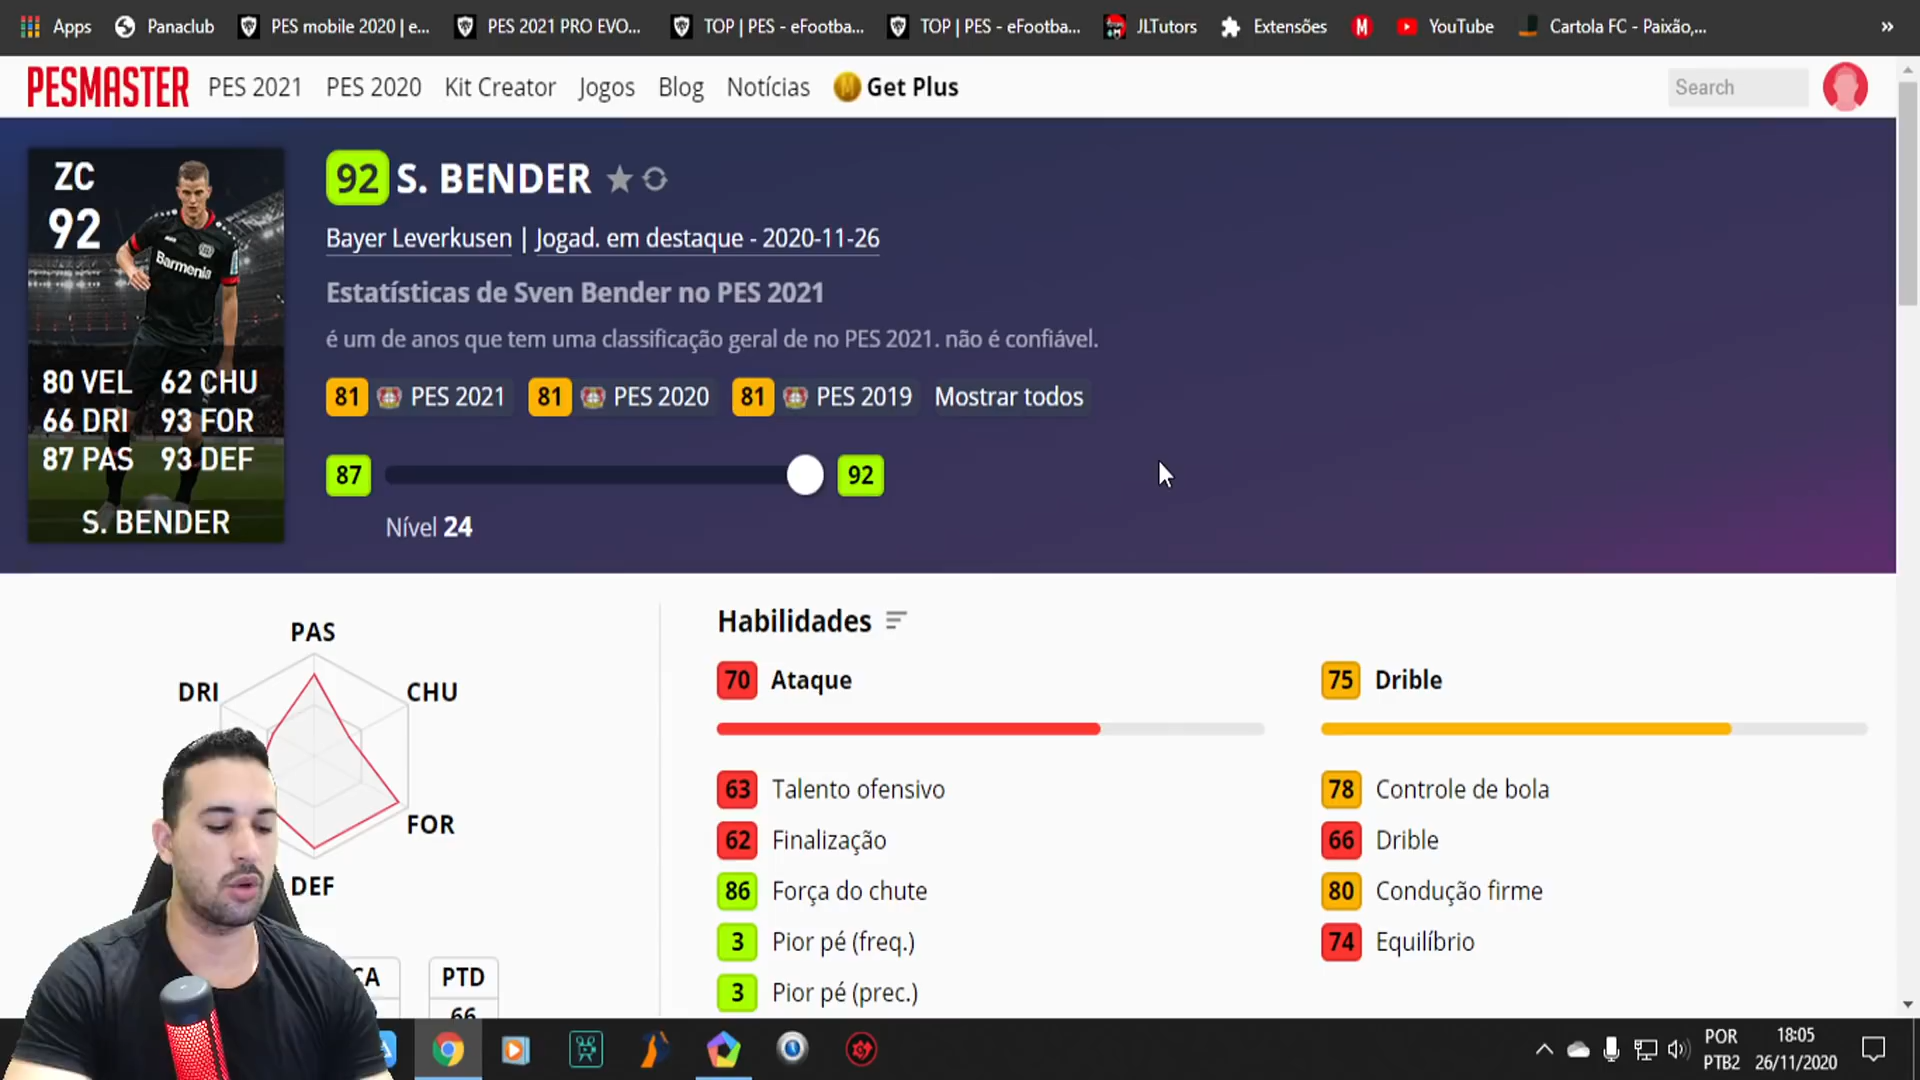 Apps Panaclub PES mobile 2020 | e... PES 2021 PRO EVO... TOP | PES - eFootba... TOP | PES - eFootba... JLTutors Extensões YouTube Cartola FC - Paixão,... »
PESMASTER PES 2021 PES 2020 Kit Creator Jogos Blog Notícias Get Plus Search
ZC
92
Barmenia
80 VEL 62 CHU
66 DRI 93 FOR
87 PAS 93 DEF
S. BENDER
92 S. BENDER
Bayer Leverkusen | Jogad. em destaque - 2020-11-26
Estatísticas de Sven Bender no PES 2021
é um de anos que tem uma classificação geral de no PES 2021. não é confiável.
81 PES 2021 81 PES 2020 81 PES 2019 Mostrar todos
87 92
Nível 24
PAS
DRI CHU
FOR
DEF
CA PTD
66
Habilidades
70 Ataque
63 Talento ofensivo
62 Finalização
86 Força do chute
3 Pior pé (freq.)
3 Pior pé (prec.)
75 Drible
78 Controle de bola
66 Drible
80 Condução firme
74 Equilíbrio
POR
PTB2
18:05
26/11/2020